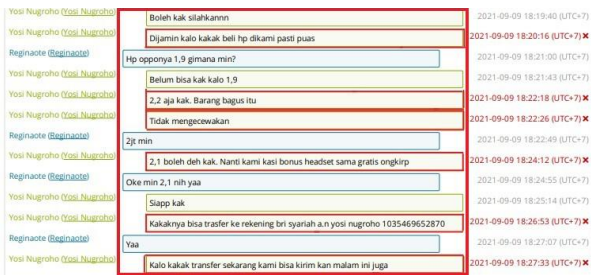 Yosi Nugroho (Yosi Nugroho) Boleh kak silahkannn 2021-09-09 18:19:40 (UTC+7)
Yosi Nugroho (Yosi Nugroho) Dijamin kalo kakak beli hp dikami pasti puas 2021-09-09 18:20:16 (UTC+7)
Reginaote (Reginaote) Hp opponya 1,9 gimana min? 2021-09-09 18:21:00 (UTC+7)
Yosi Nugroho (Yosi Nugroho) Belum bisa kak kalo 1,9 2021-09-09 18:21:43 (UTC+7)
Yosi Nugroho (Yosi Nugroho) 2,2 aja kak. Barang bagus itu 2021-09-09 18:22:18 (UTC+7)
Yosi Nugroho (Yosi Nugroho) Tidak mengecewakan 2021-09-09 18:22:26 (UTC+7)
Reginaote (Reginaote) 2jt min 2021-09-09 18:22:49 (UTC+7)
Yosi Nugroho (Yosi Nugroho) 2,1 boleh deh kak. Nanti kami kasi bonus headset sama gratis ongkirp 2021-09-09 18:24:12 (UTC+7)
Reginaote (Reginaote) Oke min 2,1 nih yaa 2021-09-09 18:24:55 (UTC+7)
Yosi Nugroho (Yosi Nugroho) Siapp kak 2021-09-09 18:25:14 (UTC+7)
Yosi Nugroho (Yosi Nugroho) Kakaknya bisa trasfer ke rekening bri syariah a.n yosi nugroho 1035469652870 2021-09-09 18:26:53 (UTC+7)
Reginaote (Reginaote) Yaa 2021-09-09 18:27:07 (UTC+7)
Yosi Nugroho (Yosi Nugroho) Kalo kakak transfer sekarang kami bisa kirim kan malam ini juga 2021-09-09 18:27:33 (UTC+7)